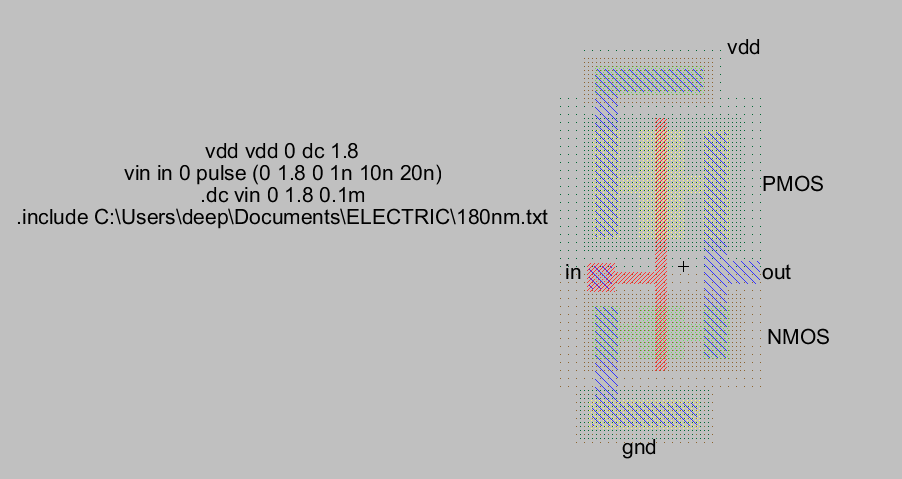 vdd
vdd vdd 0 dc 1.8
vin in 0 pulse (0 1.8 0 1n 10n 20n)
.dc vin 0 1.8 0.1m
.include C:\Users\deep\Documents\ELECTRIC\180nm.txt
PMOS
in
out
NMOS
gnd